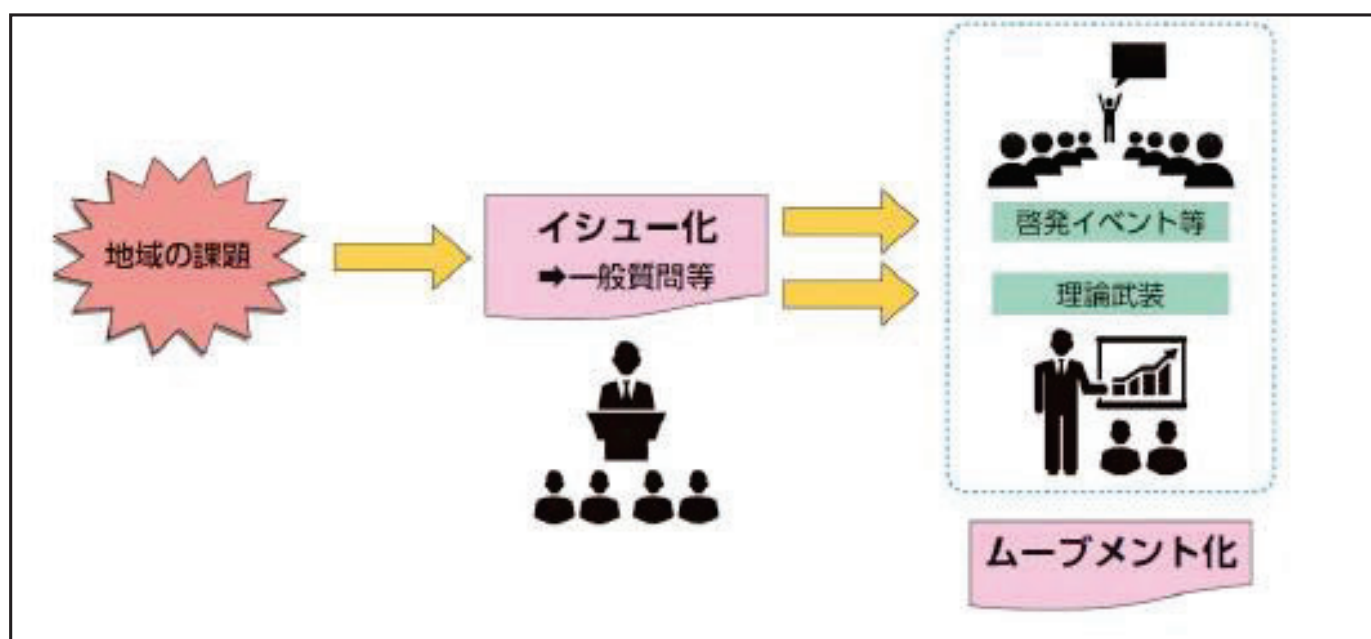 地域の課題
イシュー化
➡一般質問等
啓発イベント等
理論武装
ムーブメント化